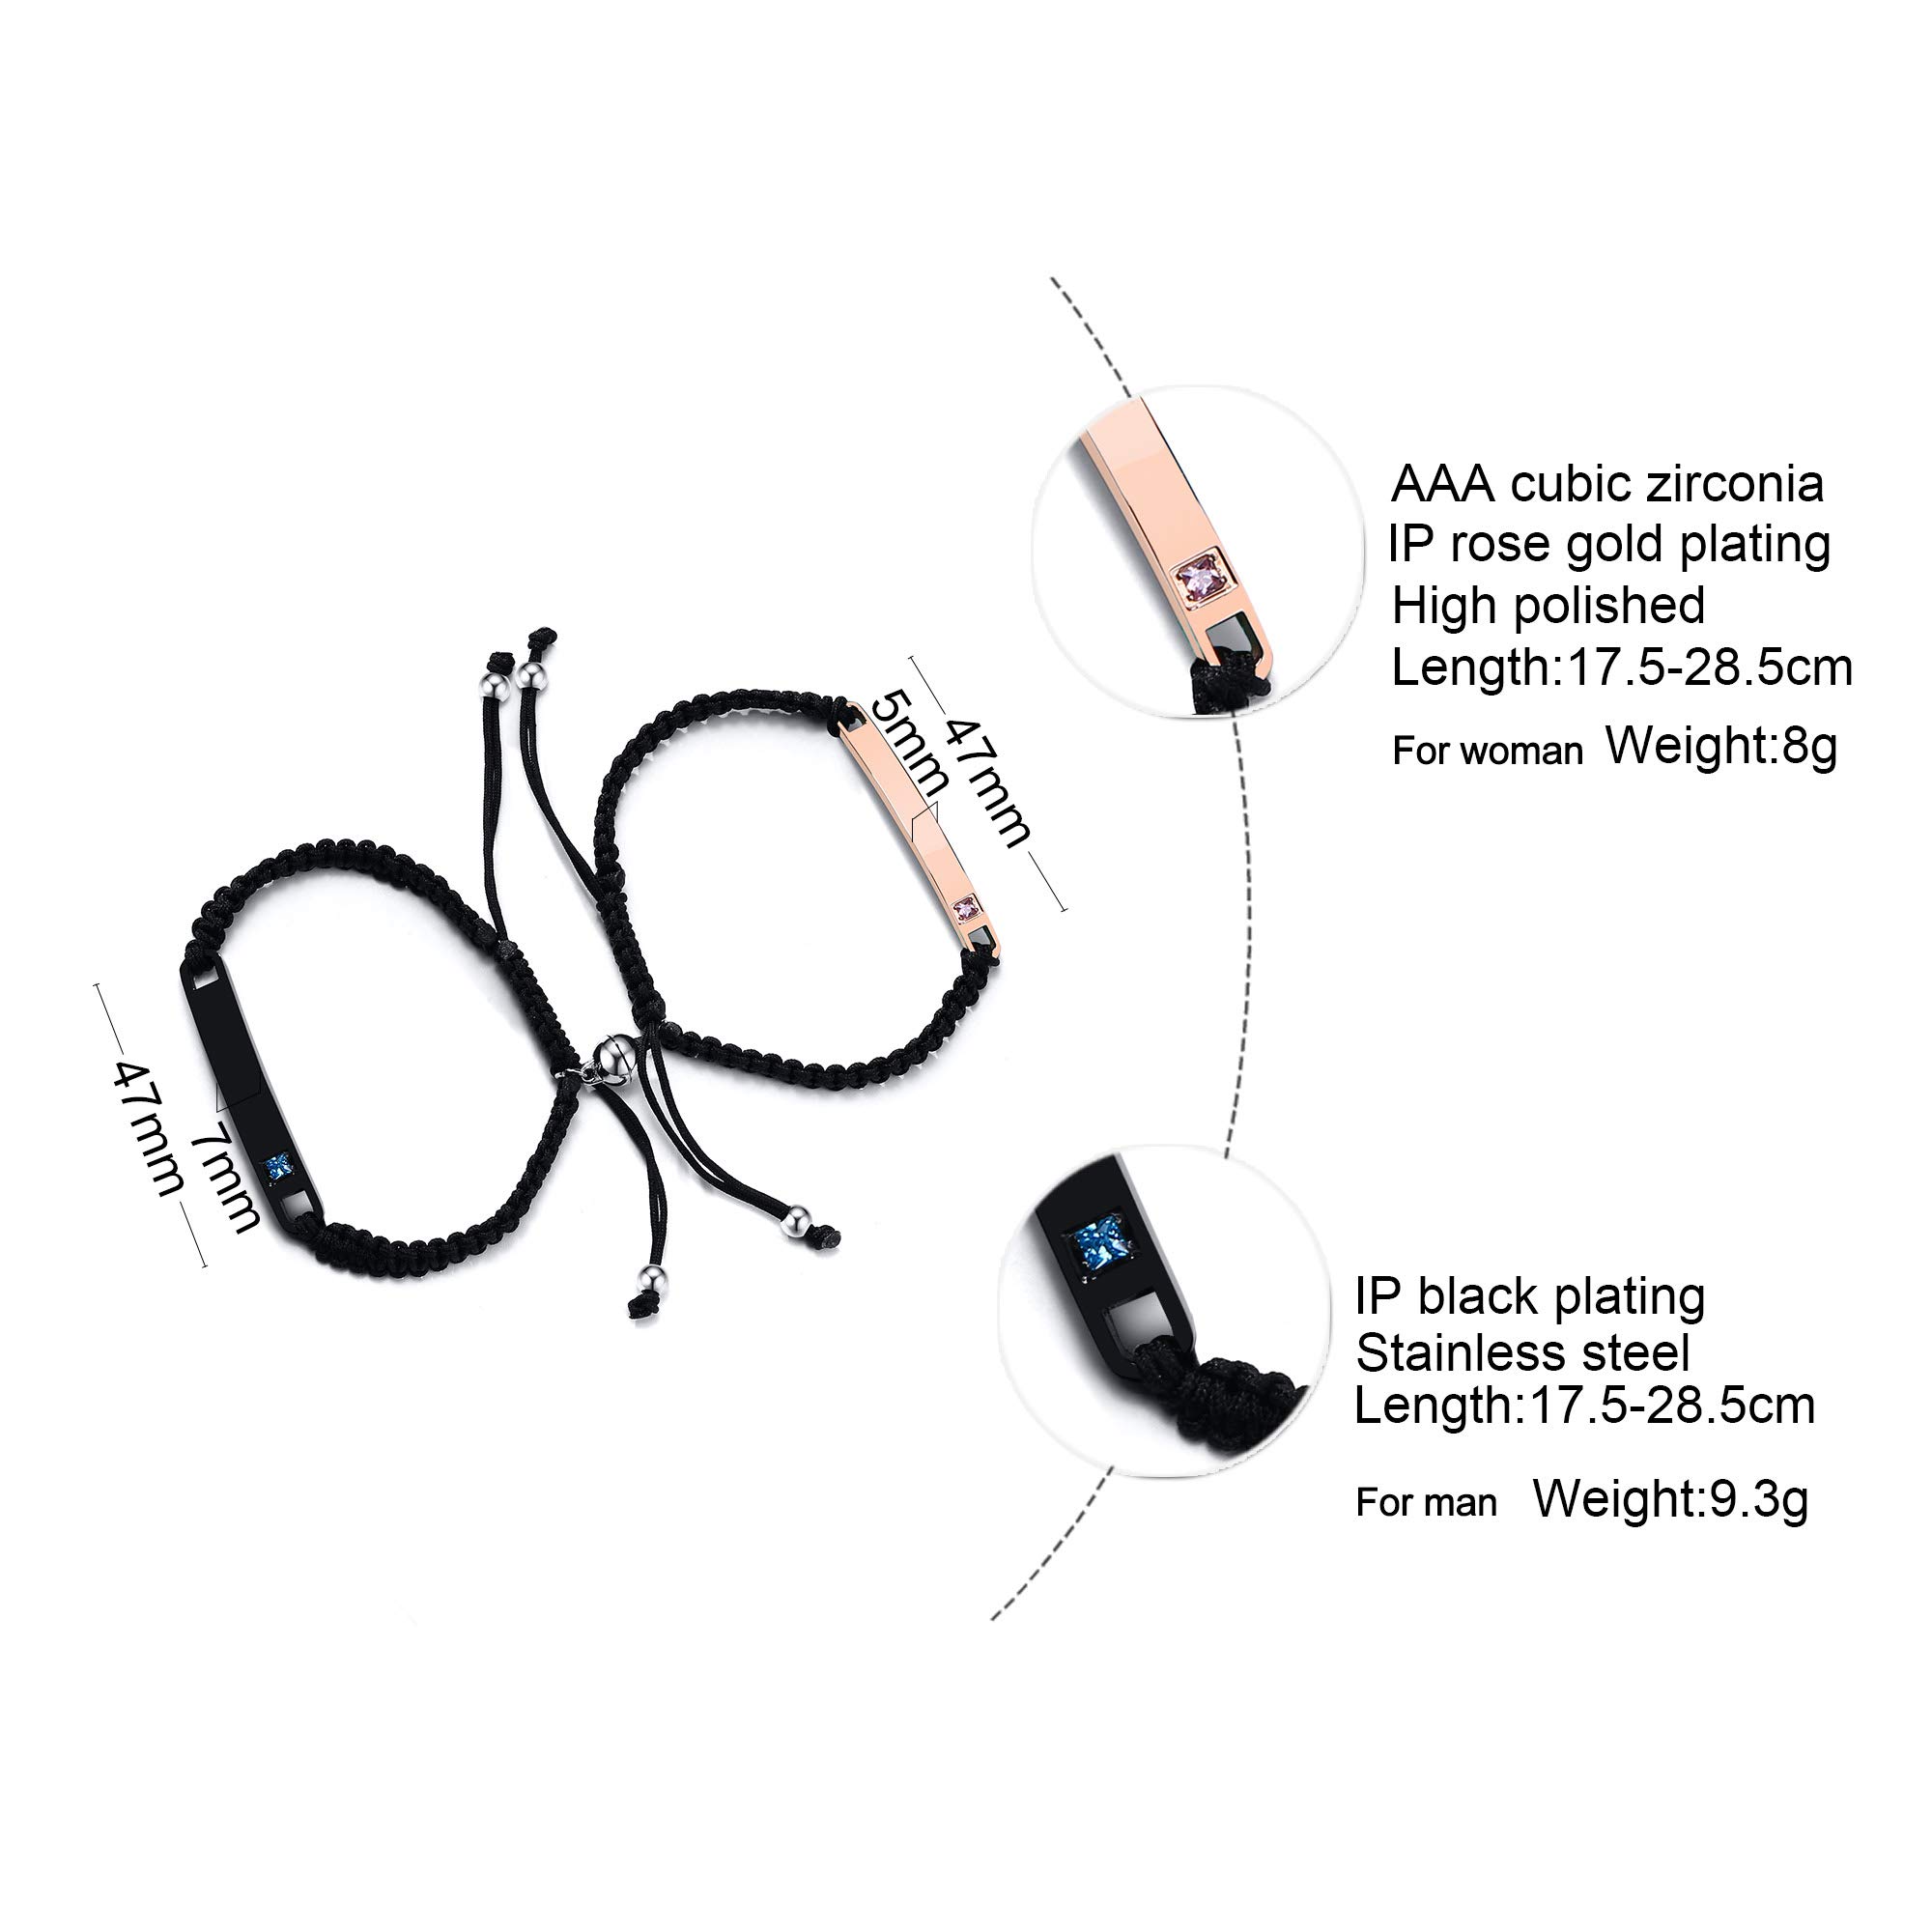 AAA cubic zirconia
IP rose gold plating
High polished
Length:17.5-28.5cm
For woman Weight:8g
47mm
5mm
47mm
7mm
IP black plating
Stainless steel
Length:17.5-28.5cm
For man Weight:9.3g